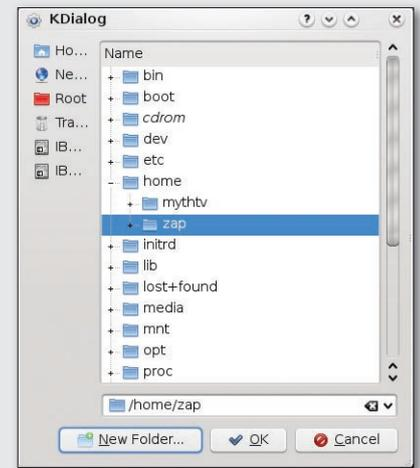 KDialog
Ho...
Ne...
Root
Tra...
IB...
IB...
Name
bin
boot
cdrom
dev
etc
home
mythtv
zap
initrd
lib
lost+found
media
mnt
opt
proc
/home/zap
New Folder...
OK
Cancel